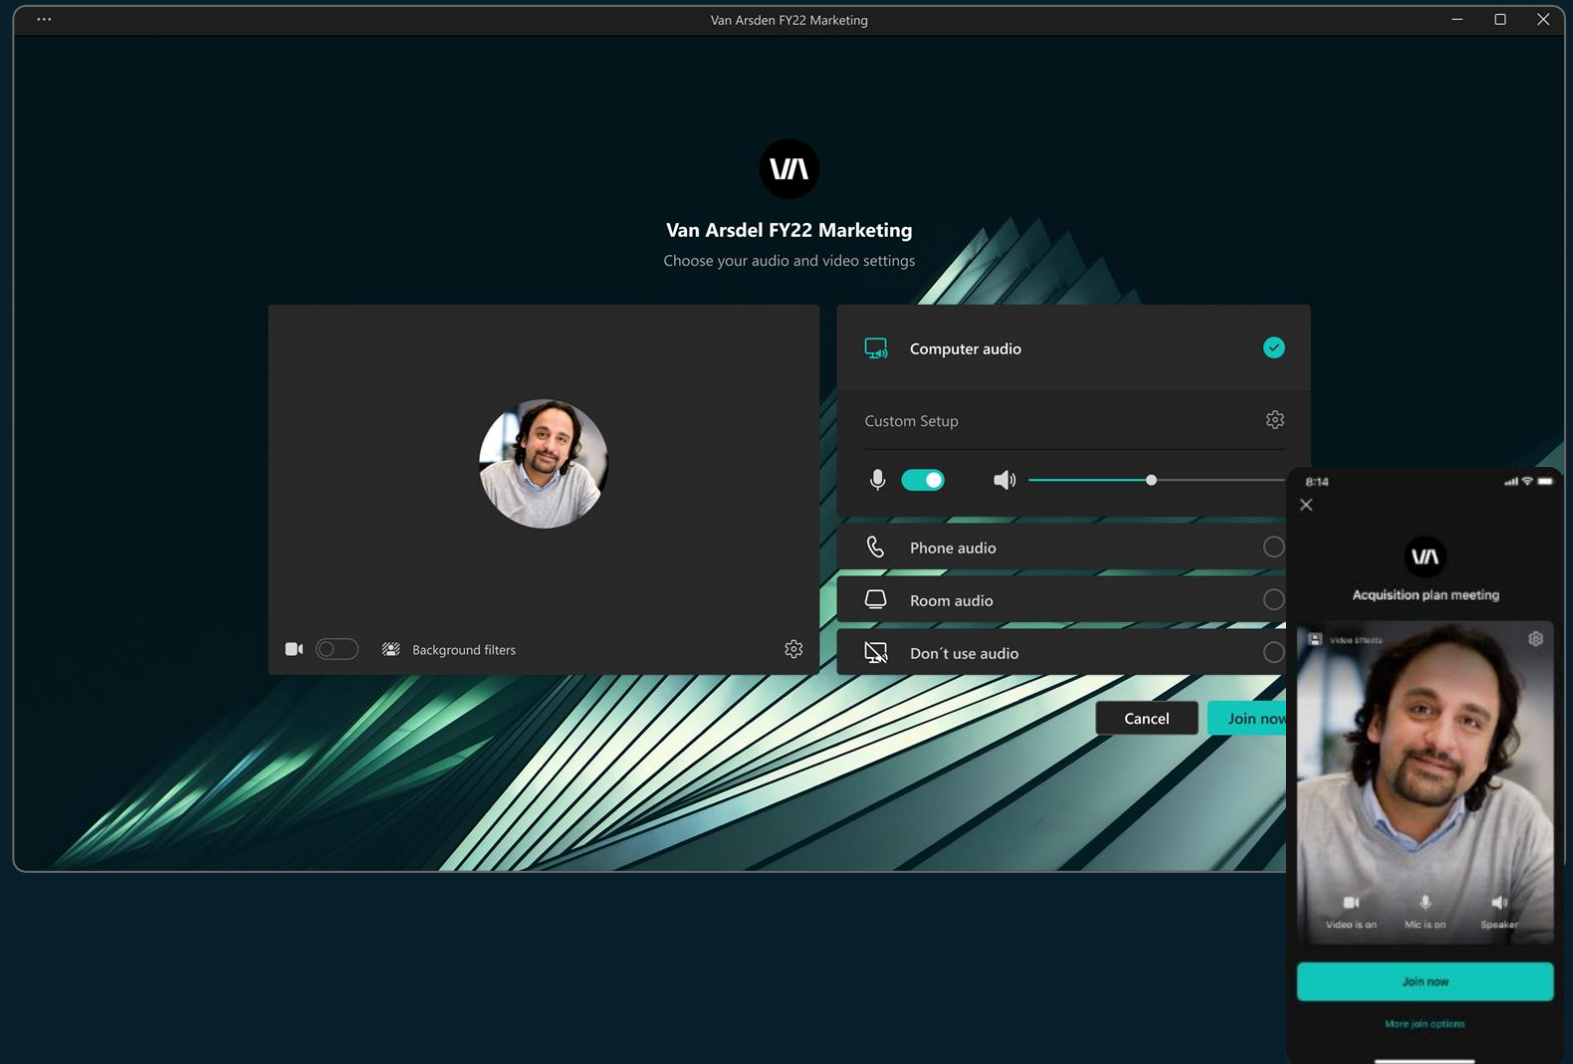 Van Arsden FY22 Marketing
VA
Van Arsdel FY22 Marketing
Choose your audio and video settings
Background filters
Computer audio
Custom Setup
Phone audio
Room audio
Don´t use audio
Cancel
Join now
8:14
VA
Acquisition plan meeting
Video Effects
Video is on
Mic is on
Speaker
Join now
More join options